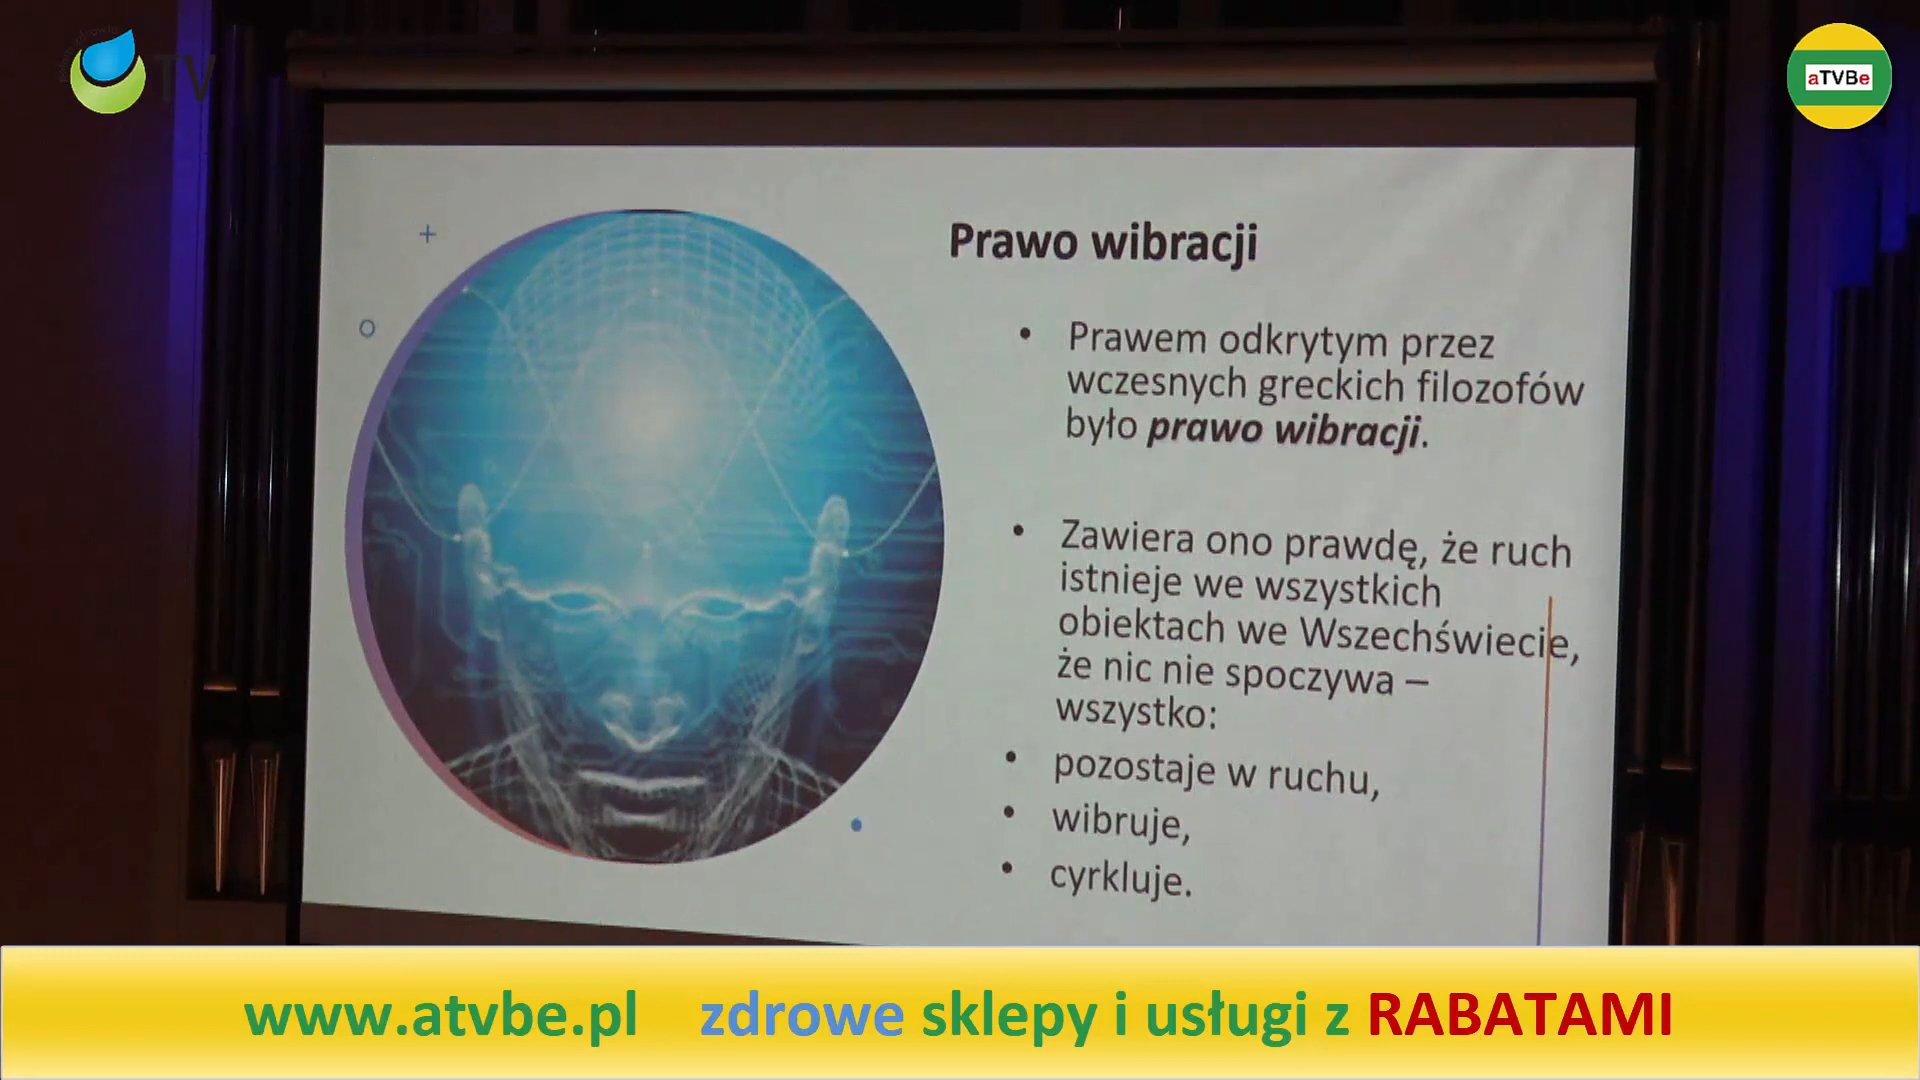 TV
aTVBe
Prawo wibracji
• Prawem odkrytym przez
wczesnych greckich filozofów
było prawo wibracji.
• Zawiera ono prawdę, że ruch
istnieje we wszystkich
obiektach we Wszechświecie,
że nic nie spoczywa –
wszystko:
• pozostaje w ruchu,
• wibruje,
• cyrkluje.
www.atvbe.pl zdrowe sklepy i usługi z RABATAMI